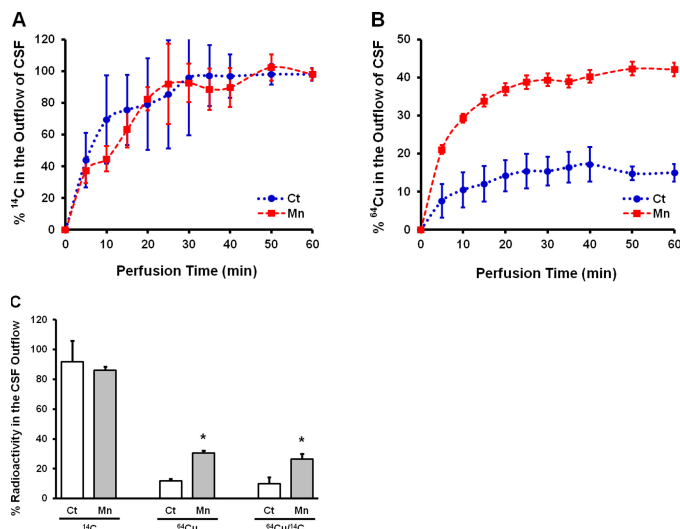 A
% 14C in the Outflow of CSF
120
100
80
60
40
20
0
Ct
Mn
0 10 20 30 40 50 60
Perfusion Time (min)
B
% 64Cu in the Outflow of CSF
50
40
30
20
10
0
Ct
Mn
0 10 20 30 40 50 60
Perfusion Time (min)
C
% Radioactivity in the CSF Outflow
120
100
80
60
40
20
0
* *
Ct Mn Ct Mn Ct Mn
14C 64Cu 64Cu/14C